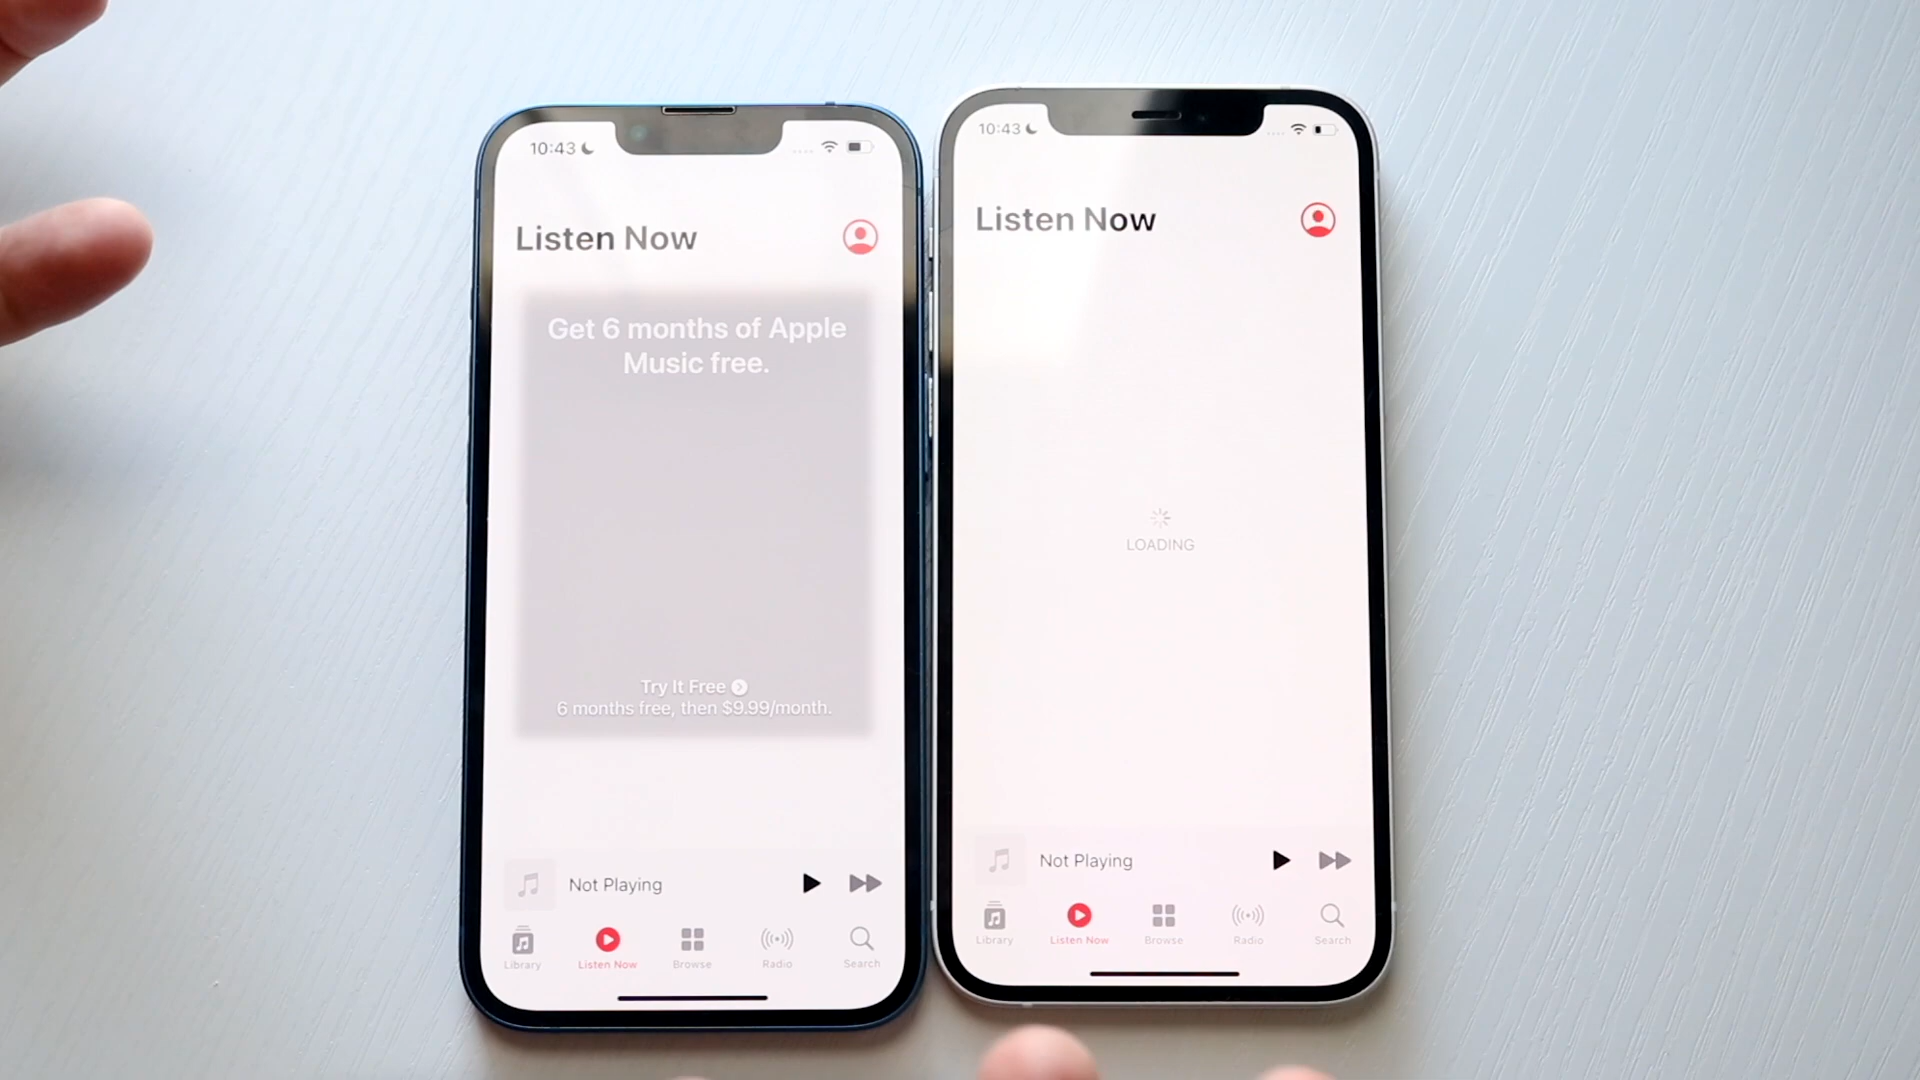 10:43
Listen Now
Get 6 months of Apple
Music free.
Try It Free
6 months free, then $9.99/month.
Not Playing
Library
Listen Now
Browse
Radio
Search
10:43
Listen Now
LOADING
Not Playing
Library
Listen Now
Browse
Radio
Search